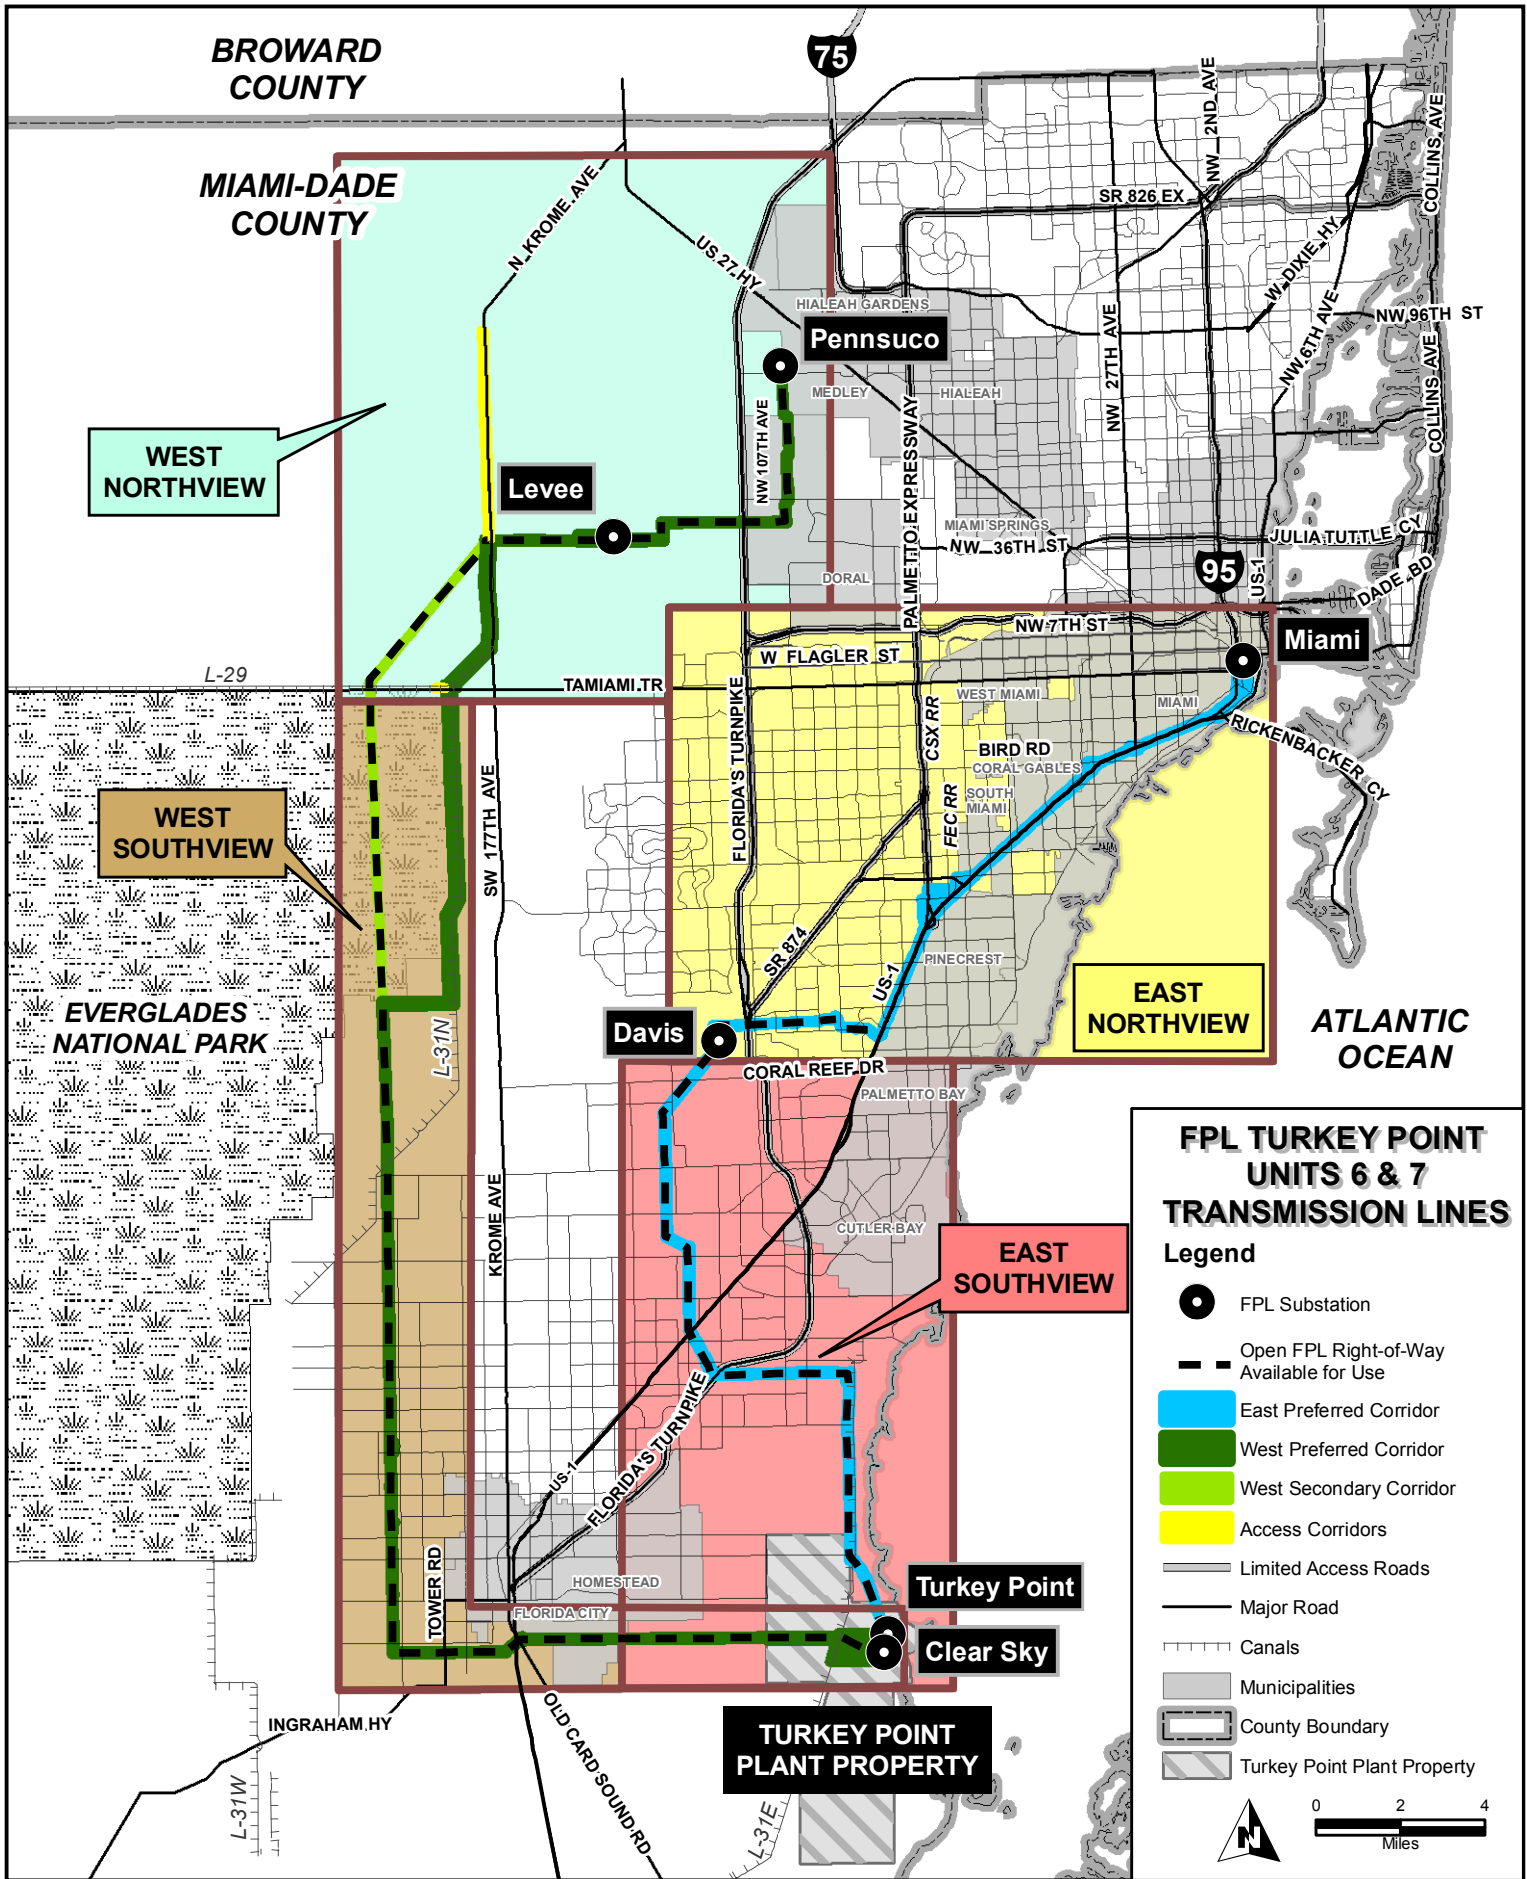 BROWARD
COUNTY
75
NW 2ND AVE
COLLINS AVE
MIAMI-DADE
COUNTY
N KROME AVE
US 27 HY
SR 826 EX
W DIXIE HY
HIALEAH GARDENS
Pennsuco
NW 27TH AVE
NW 6TH AVE
NW 96TH ST
COLLINS AVE
MEDLEY
HIALEAH
NW 107TH AVE
PALMETTO EXPRESSWAY
WEST
NORTHVIEW
Levee
MIAMI SPRINGS
NW 36TH ST
JULIA TUTTLE CY
DORAL
95
US-1
DADE BD
NW 7TH ST
Miami
W FLAGLER ST
L-29
TAMIAMI TR
WEST MIAMI
MIAMI
RICKENBACKER CY
FLORIDA'S TURNPIKE
CSX RR
BIRD RD
CORAL GABLES
SW 177TH AVE
SOUTH
MIAMI
FEC RR
WEST
SOUTHVIEW
SR 874
US-1
PINECREST
EAST
NORTHVIEW
EVERGLADES
NATIONAL PARK
L-31N
Davis
ATLANTIC
OCEAN
CORAL REEF DR
PALMETTO BAY
KROME AVE
CUTLER BAY
EAST
SOUTHVIEW
US-1
FLORIDA'S TURNPIKE
TOWER RD
HOMESTEAD
FLORIDA CITY
Turkey Point
Clear Sky
INGRAHAM HY
OLD CARD SOUND RD
TURKEY POINT
PLANT PROPERTY
L-31W
L-31E
FPL TURKEY POINT
UNITS 6 & 7
TRANSMISSION LINES
Legend
FPL Substation
Open FPL Right-of-Way
Available for Use
East Preferred Corridor
West Preferred Corridor
West Secondary Corridor
Access Corridors
Limited Access Roads
Major Road
Canals
Municipalities
County Boundary
Turkey Point Plant Property
N
0 2 4
Miles